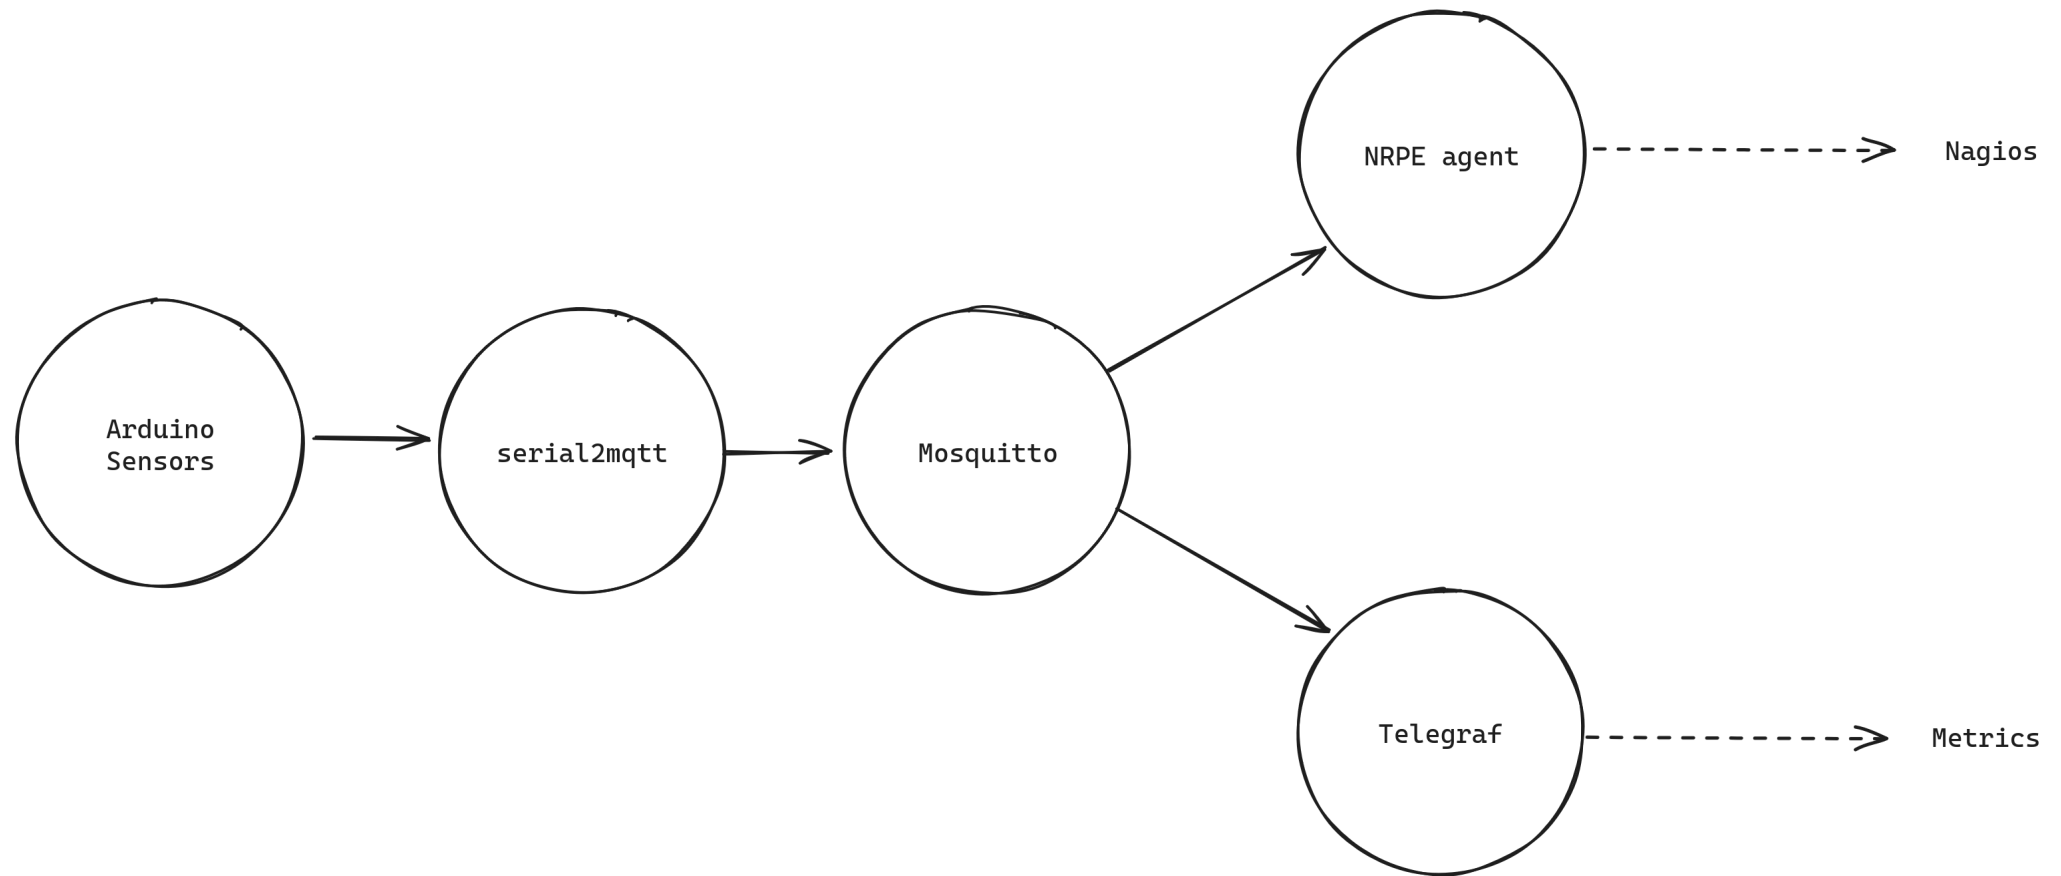 NRPE agent
Nagios
Arduino
Sensors
serial2mqtt
Mosquitto
Telegraf
Metrics